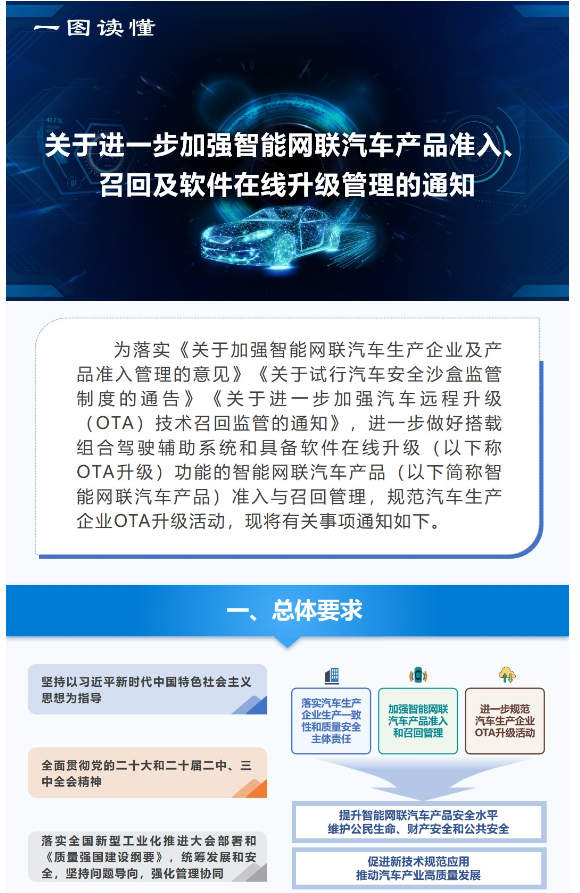 一图读懂
关于进一步加强智能网联汽车产品准入、
召回及软件在线升级管理的通知
为落实《关于加强智能网联汽车生产企业及产
品准入管理的意见》《关于试行汽车安全沙盒监管
制度的通告》《关于进一步加强汽车远程升级
（OTA）技术召回监管的通知》，进一步做好搭载
组合驾驶辅助系统和具备软件在线升级（以下称
OTA升级）功能的智能网联汽车产品（以下简称智
能网联汽车产品）准入与召回管理，规范汽车生产
企业OTA升级活动，现将有关事项通知如下。
一、总体要求
坚持以习近平新时代中国特色社会主义
思想为指导
全面贯彻党的二十大和二十届二中、三
中全会精神
落实全国新型工业化推进大会部署和
《质量强国建设纲要》，统筹发展和安
全，坚持问题导向，强化管理协同
落实汽车生产
企业生产一致
性和质量安全
主体责任
加强智能网联
汽车产品准入
和召回管理
进一步规范
汽车生产企业
OTA升级活动
提升智能网联汽车产品安全水平
维护公民生命、财产安全和公共安全
促进新技术规范应用
推动汽车产业高质量发展